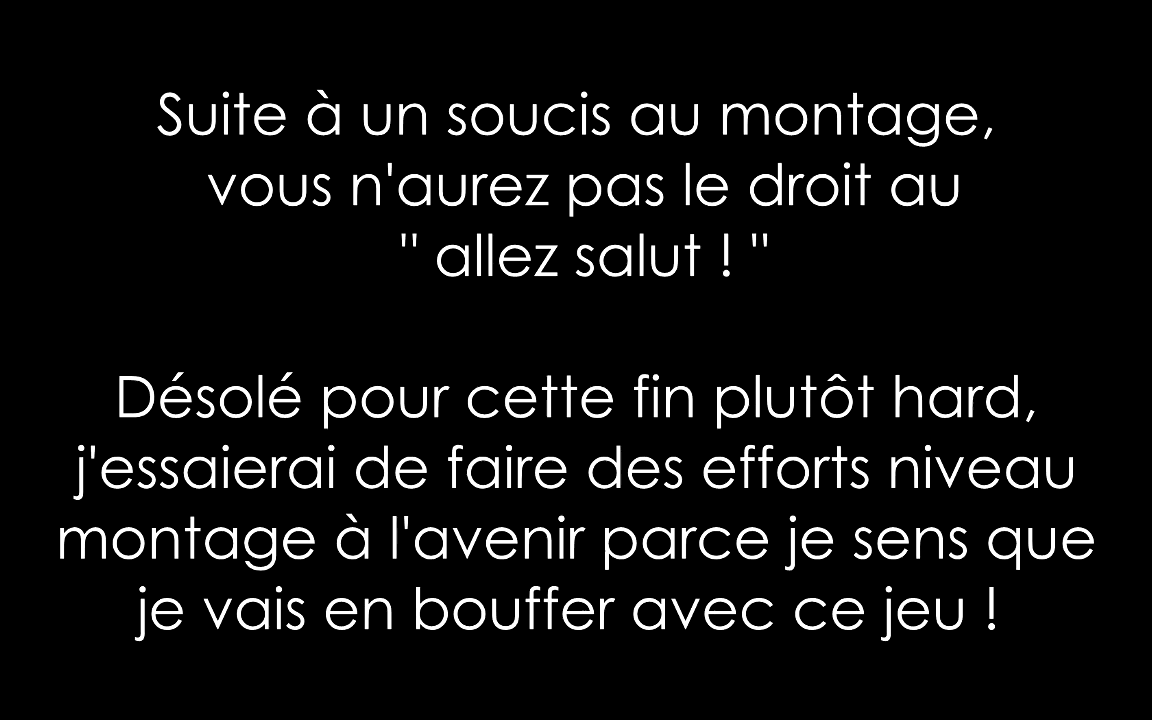 Suite à un soucis au montage,
vous n'aurez pas le droit au
" allez salut ! "
Désolé pour cette fin plutôt hard,
j'essaierai de faire des efforts niveau
montage à l'avenir parce je sens que
je vais en bouffer avec ce jeu !